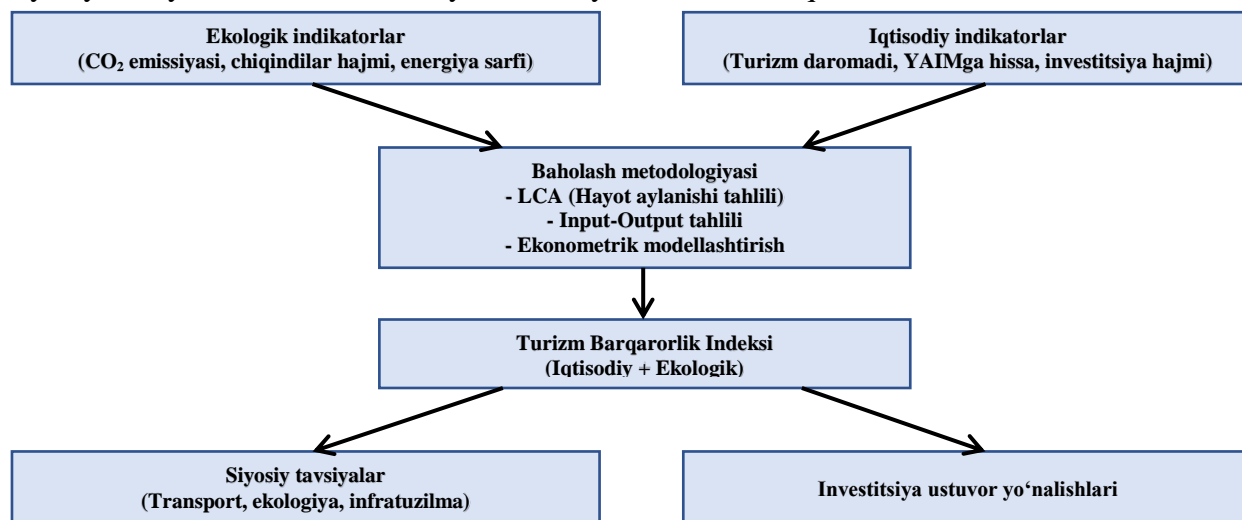 Ekologik indikatorlar
(CO₂ emissiyasi, chiqindilar hajmi, energiya sarfi)
Iqtisodiy indikatorlar
(Turizm daromadi, YAIMga hissa, investitsiya hajmi)
Baholash metodologiyasi
- LCA (Hayot aylanishi tahlili)
- Input-Output tahlili
- Ekonometrik modellashtirish
Turizm Barqarorlik Indeksi
(Iqtisodiy + Ekologik)
Siyosiy tavsiyalar
(Transport, ekologiya, infratuzilma)
Investitsiya ustuvor yo‘nalishlari